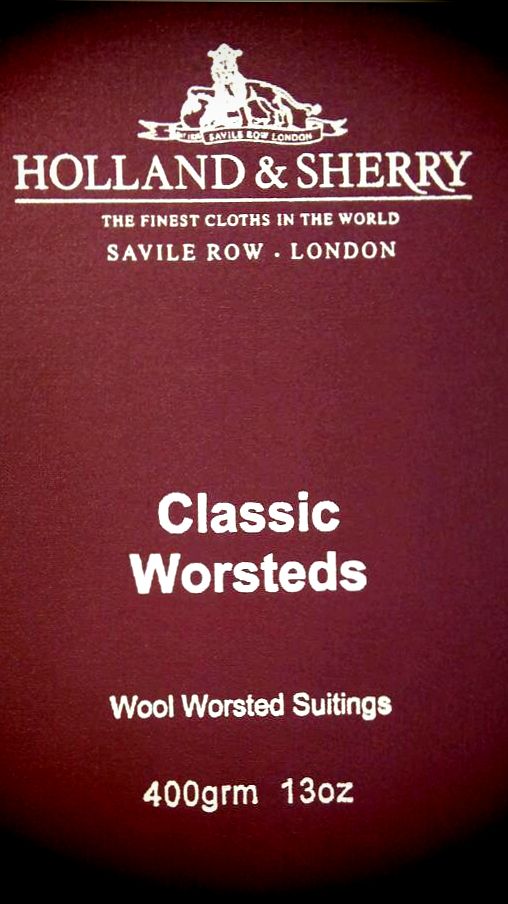 SAVILE ROW LONDON
HOLLAND & SHERRY
THE FINEST CLOTHS IN THE WORLD
SAVILE ROW · LONDON
Classic
Worsteds
Wool Worsted Suitings
400grm 13oz